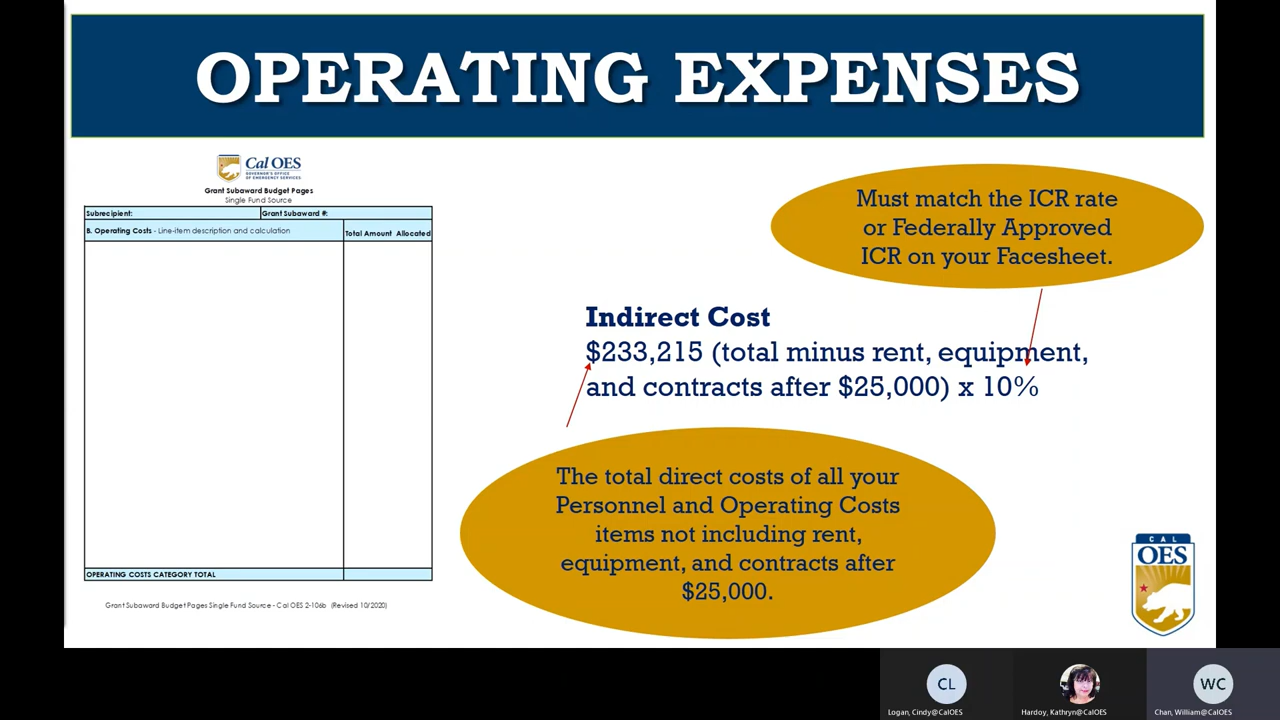 OPERATING EXPENSES
Cal OES
GOVERNOR'S OFFICE
OF EMERGENCY SERVICES
Grant Subaward Budget Pages
Single Fund Source
Subrecipient: Grant Subaward #:
B. Operating Costs - Line-item description and calculation Total Amount Allocated
OPERATING COSTS CATEGORY TOTAL
Grant Subaward Budget Pages Single Fund Source - Cal OES 2-106b (Revised 10/2020)
Must match the ICR rate
or Federally Approved
ICR on your Facesheet.
Indirect Cost
$233,215 (total minus rent, equipment,
and contracts after $25,000) x 10%
The total direct costs of all your
Personnel and Operating Costs
items not including rent,
equipment, and contracts after
$25,000.
CAL
OES
CL
WC
Logan, Cindy@CalOES
Hardoy, Kathryn@CalOES
Chan, William@CalOES